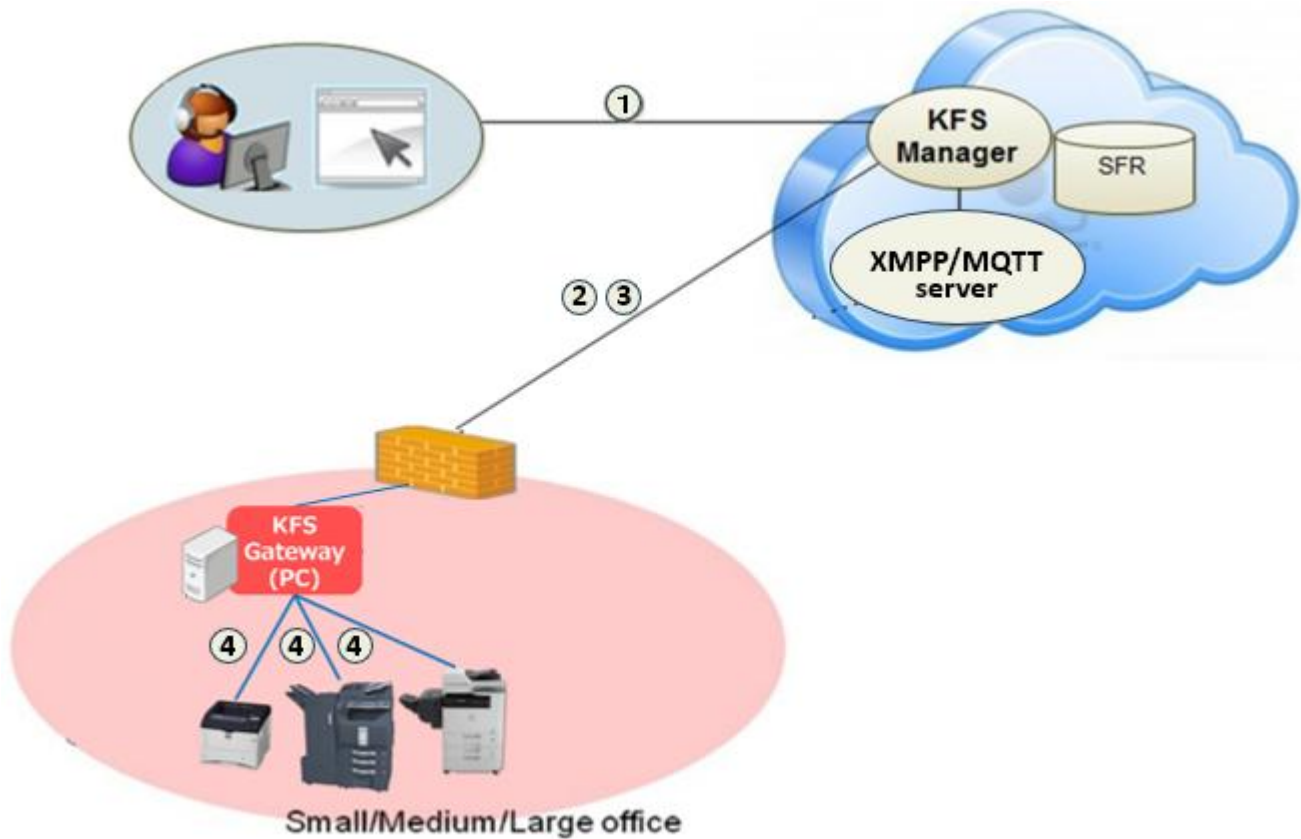 ①
KFS
Manager
SFR
XMPP/MQTT
server
② ③
KFS
Gateway
(PC)
④ ④ ④
Small/Medium/Large office